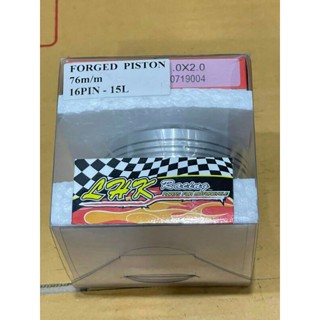 FORGED PISTON
76m/m
16PIN - 15L
.0X2.0
0719004
LHK Racing